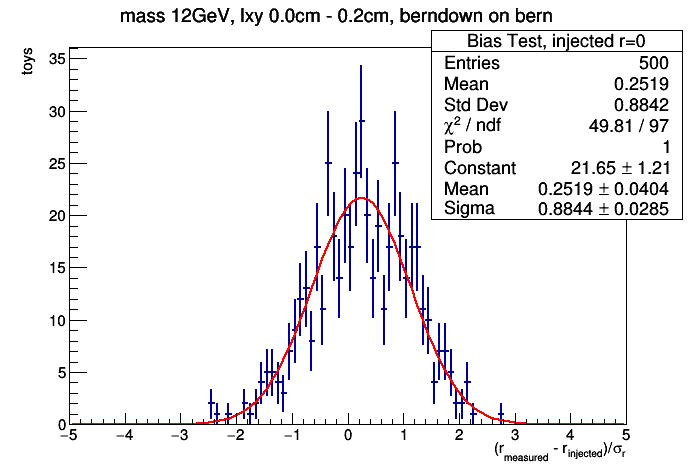 mass 12GeV, lxy 0.0cm - 0.2cm, berndown on bern
toys
Bias Test, injected r=0
Entries 500
Mean 0.2519
Std Dev 0.8842
χ² / ndf 49.81 / 97
Prob 1
Constant 21.65 ± 1.21
Mean 0.2519 ± 0.0404
Sigma 0.8844 ± 0.0285
35
30
25
20
15
10
5
0
−5 −4 −3 −2 −1 0 1 2 3 4 5
(r_measured - r_injected)/σ_r